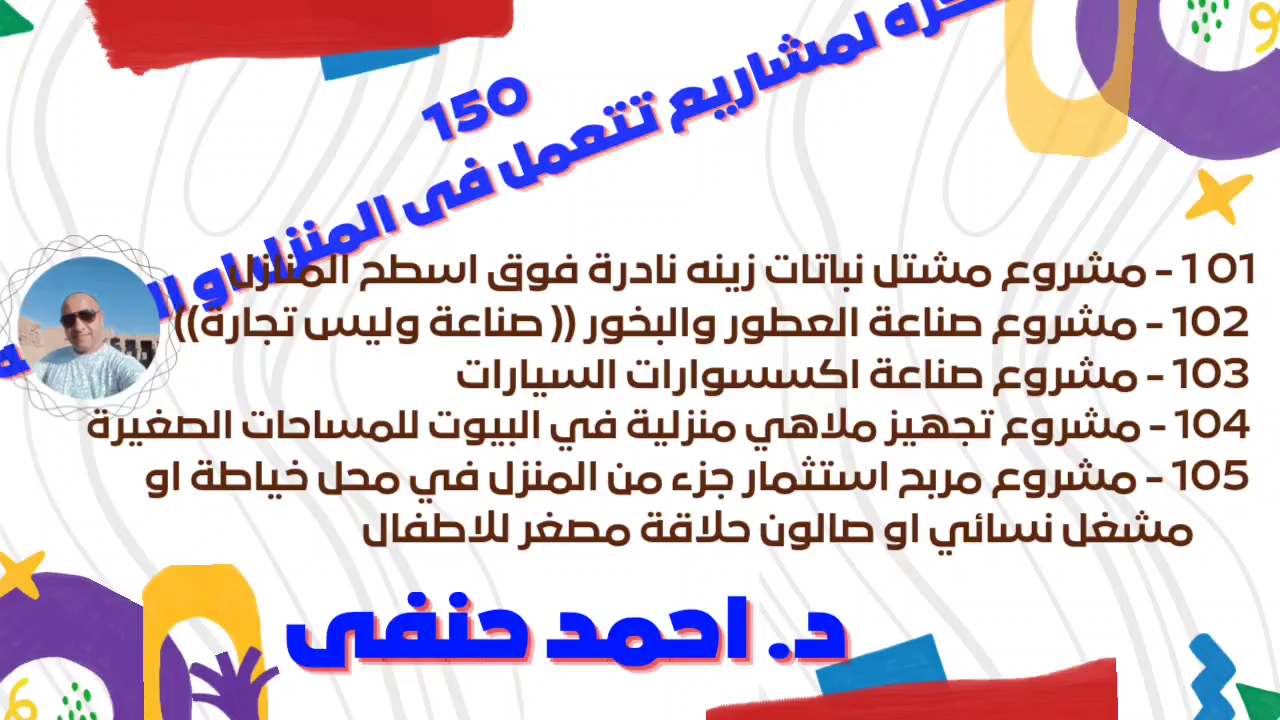 150
لمشاريع تتعمل فى المنزل او
101 - مشروع مشتل نباتات زينه نادرة فوق اسطح المنازل
102 - مشروع صناعة العطور والبخور (( صناعة وليس تجارة))
103 - مشروع صناعة اكسسوارات السيارات
104 - مشروع تجهيز ملاهي منزلية في البيوت للمساحات الصغيرة
105 - مشروع مربح استثمار جزء من المنزل في محل خياطة او
مشغل نسائي او صالون حلاقة مصغر للاطفال
د. احمد حنفى